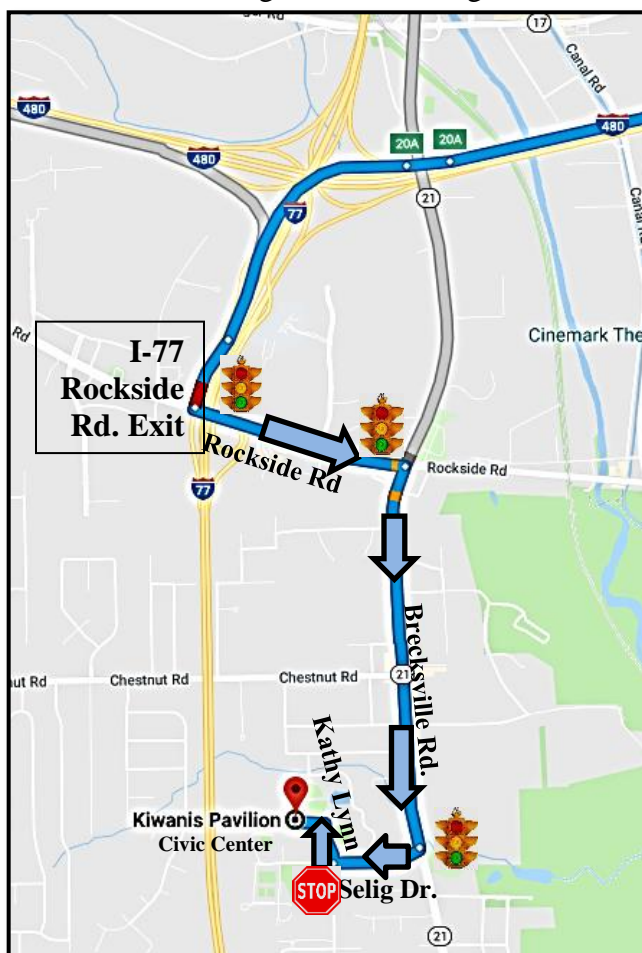 17
Canal Rd
480
480
20A
20A
480
21
77
Canal Rd
Rd
Cinemark The
I-77
Rockside
Rd. Exit
Rockside Rd
Rockside Rd
77
Brecksville Rd.
ut Rd
Chestnut Rd
21
Kathy Lynn
Kiwanis Pavilion
Civic Center
STOP
Selig Dr.
21